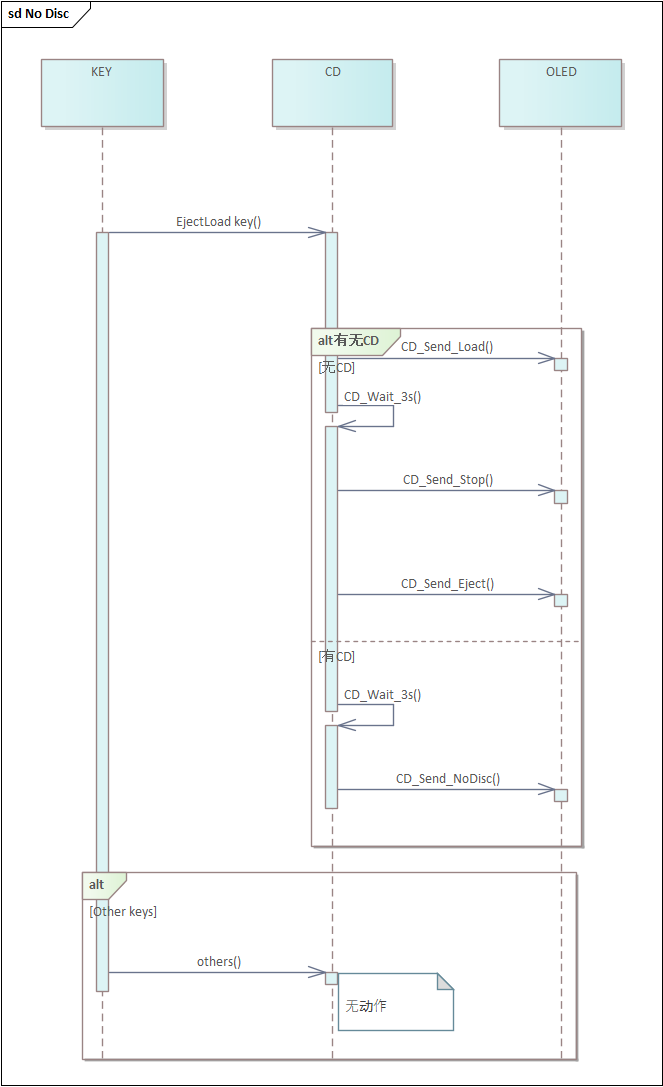 sd No Disc
KEY
CD
OLED
EjectLoad key()
alt有无CD
CD_Send_Load()
[无CD]
CD_Wait_3s()
CD_Send_Stop()
CD_Send_Eject()
[有CD]
CD_Wait_3s()
CD_Send_NoDisc()
alt
[Other keys]
others()
无动作